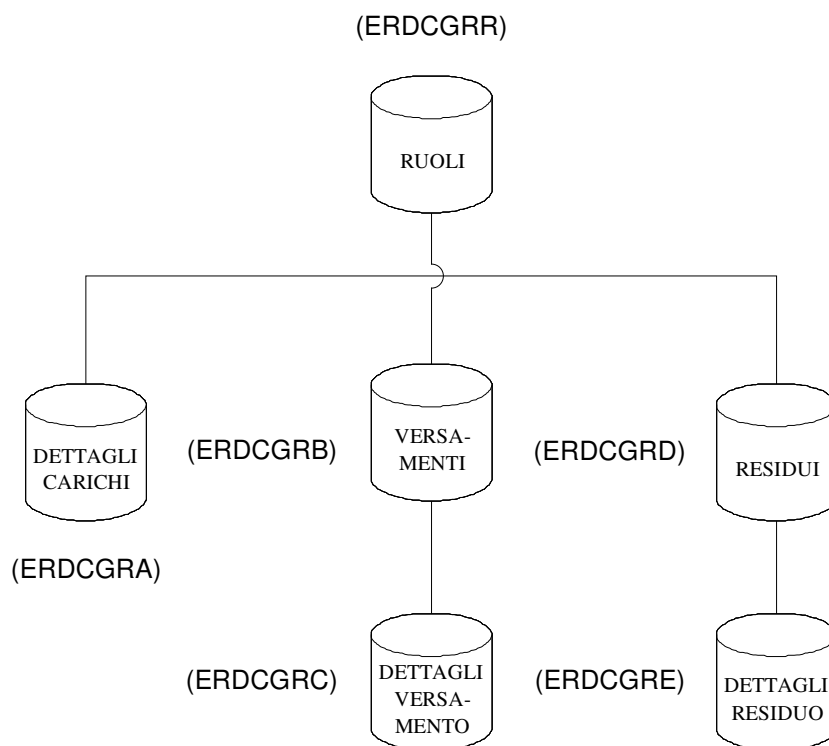 (ERDCGRR)
RUOLI
DETTAGLI
CARICHI
(ERDCGRA)
(ERDCGRB)
VERSA-
MENTI
(ERDCGRD)
RESIDUI
(ERDCGRC)
DETTAGLI
VERSA-
MENTO
(ERDCGRE)
DETTAGLI
RESIDUO